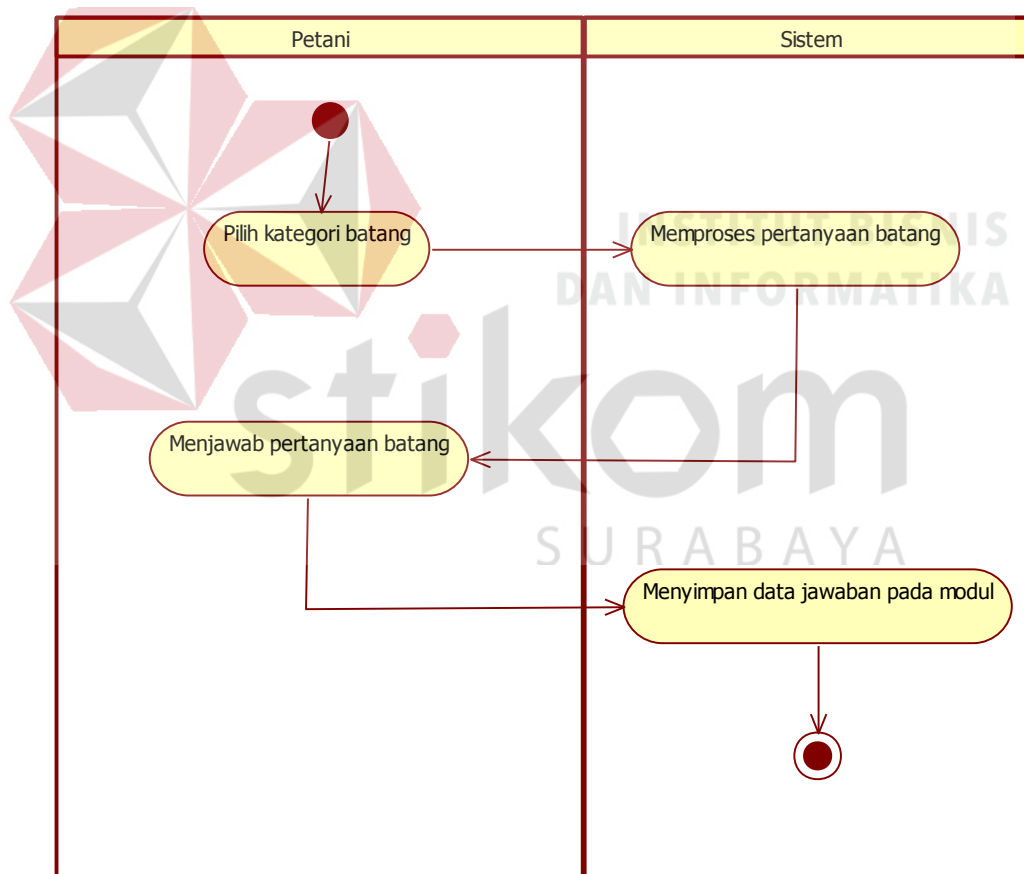 Petani
Sistem
Pilih kategori batang
Memproses pertanyaan batang
INSTITUT BISNIS
DAN INFORMATIKA
stikom
Menjawab pertanyaan batang
SURABAYA
Menyimpan data jawaban pada modul